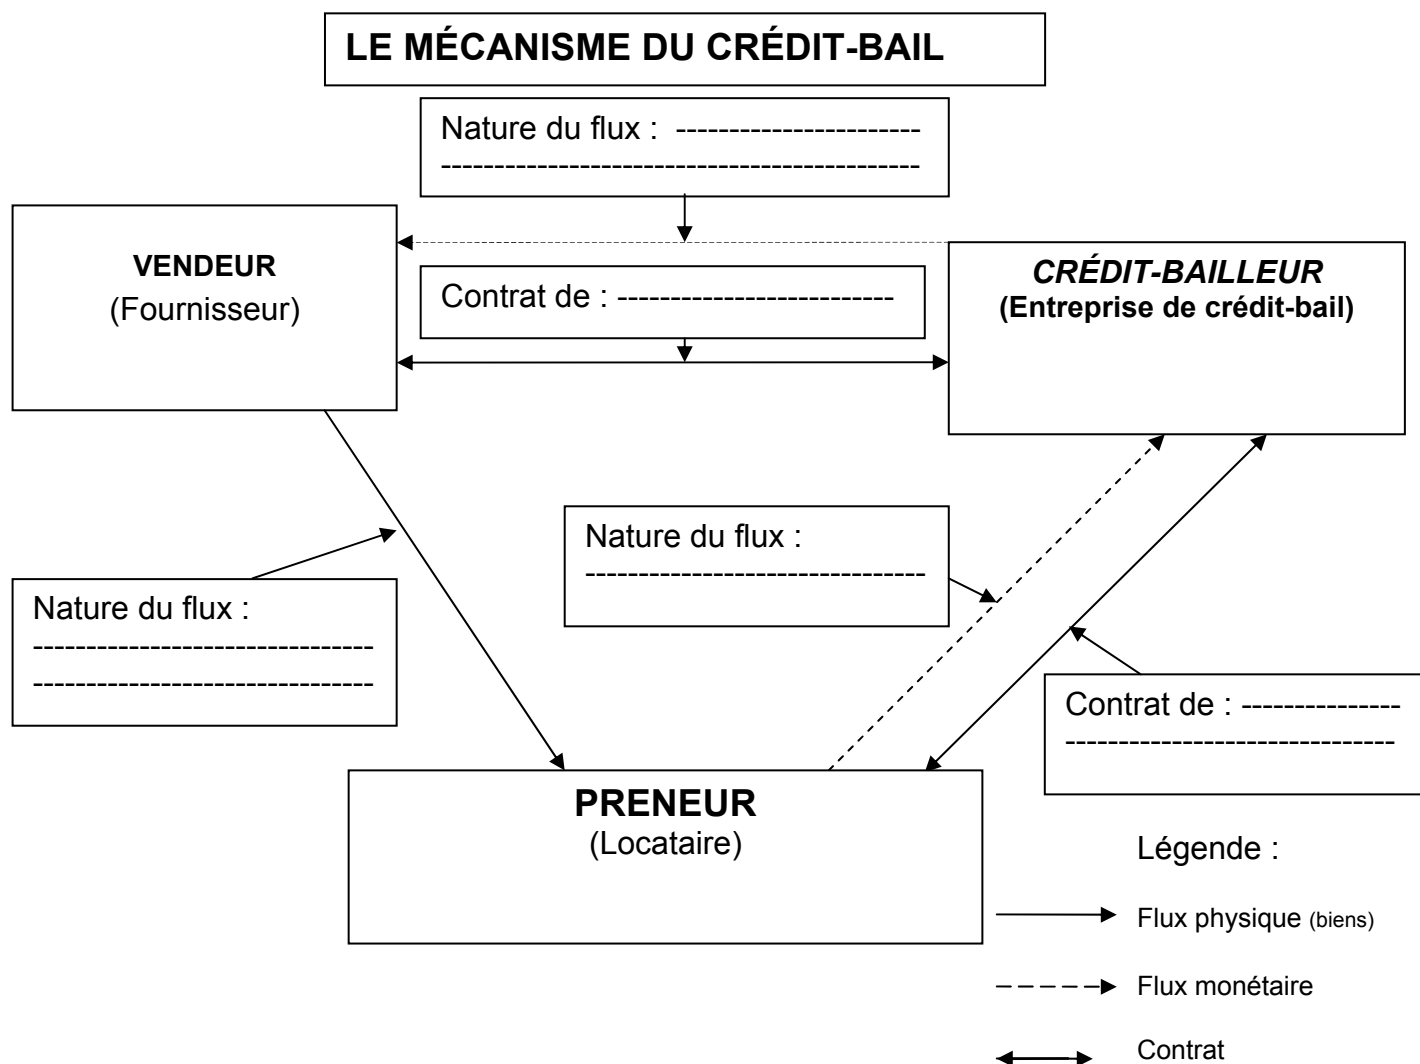 LE MÉCANISME DU CRÉDIT-BAIL
Nature du flux : -----------------------
---------------------------------------------
VENDEUR
(Fournisseur)
Contrat de : --------------------------
CRÉDIT-BAILLEUR
(Entreprise de crédit-bail)
Nature du flux :
--------------------------------
Nature du flux :
--------------------------------
--------------------------------
Contrat de : ---------------
-------------------------------
PRENEUR
(Locataire)
Légende :
Flux physique (biens)
Flux monétaire
Contrat